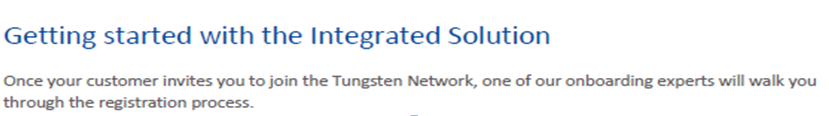 Getting started with the Integrated Solution
Once your customer invites you to join the Tungsten Network, one of our onboarding experts will walk you
through the registration process.